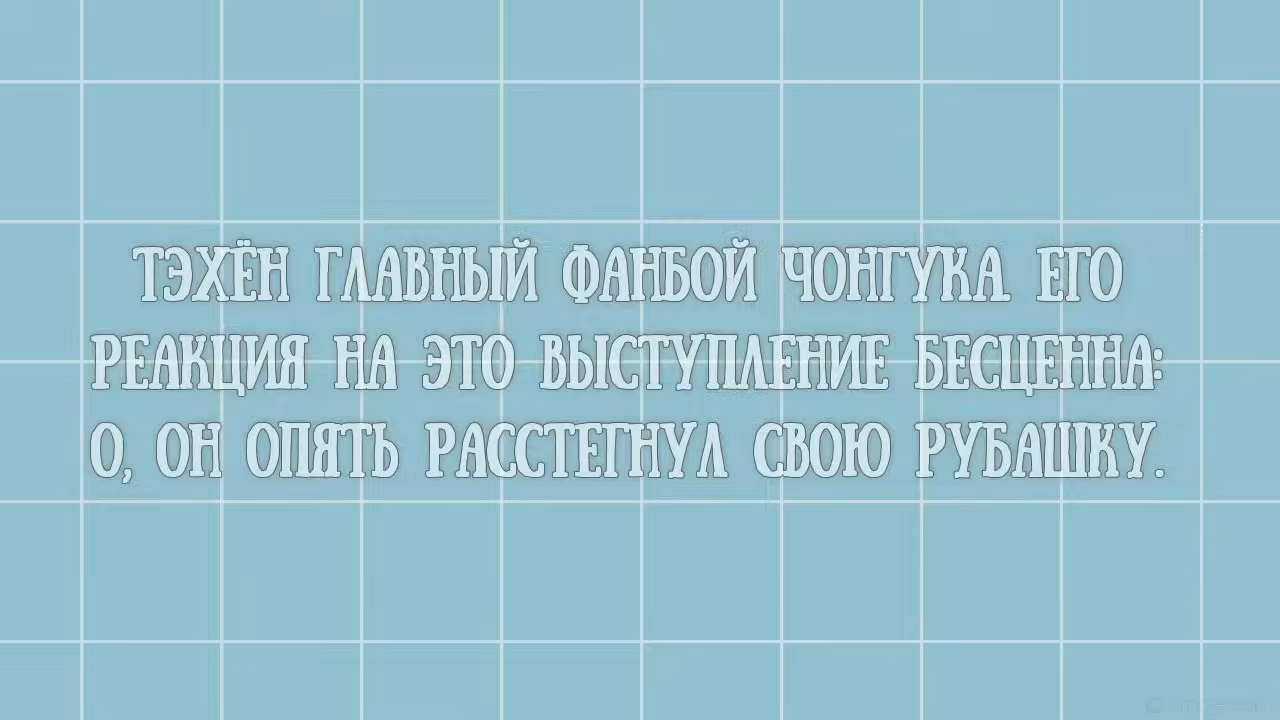 ТЭХЁН ГЛАВНЫЙ ФАНБОЙ ЧОНГУКА. ЕГО
РЕАКЦИЯ НА ЭТО ВЫСТУПЛЕНИЕ БЕСЦЕННА:
О, ОН ОПЯТЬ РАССТЕГНУЛ СВОЮ РУБАШКУ.